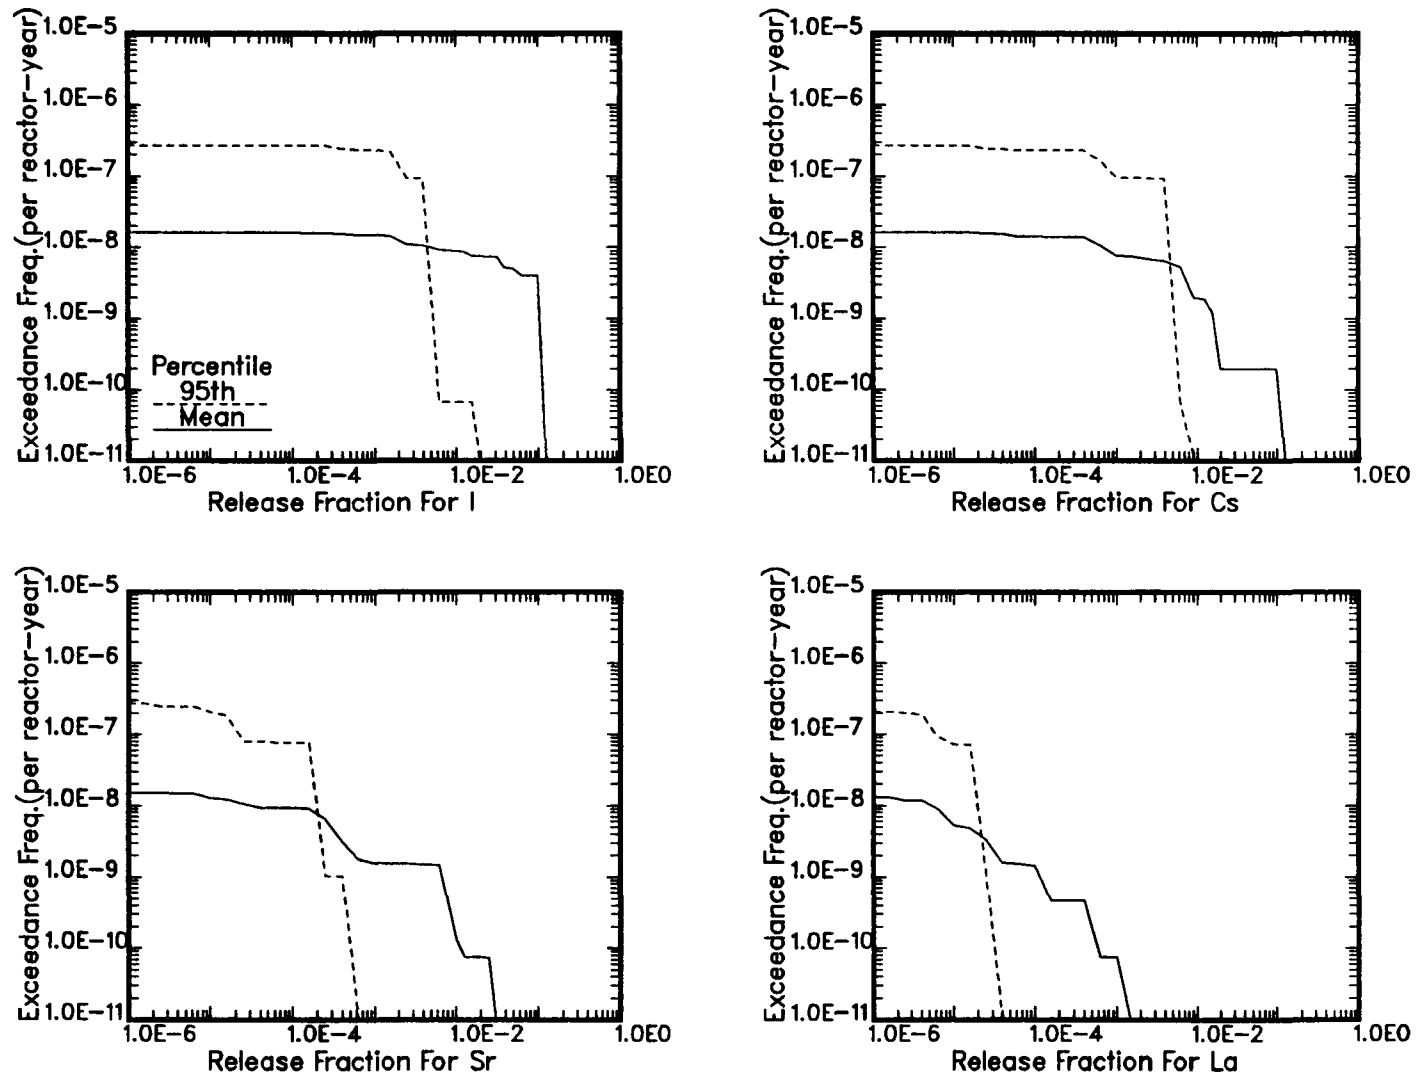 Exceedance Freq.(per reactor-year)
1.0E-5
1.0E-6
1.0E-7
1.0E-8
1.0E-9
1.0E-10
1.0E-11
Percentile
95th
Mean
1.0E-6 1.0E-4 1.0E-2 1.0E0
Release Fraction For I
Exceedance Freq.(per reactor-year)
1.0E-5
1.0E-6
1.0E-7
1.0E-8
1.0E-9
1.0E-10
1.0E-11
1.0E-6 1.0E-4 1.0E-2 1.0E0
Release Fraction For Cs
Exceedance Freq.(per reactor-year)
1.0E-5
1.0E-6
1.0E-7
1.0E-8
1.0E-9
1.0E-10
1.0E-11
1.0E-6 1.0E-4 1.0E-2 1.0E0
Release Fraction For Sr
Exceedance Freq.(per reactor-year)
1.0E-5
1.0E-6
1.0E-7
1.0E-8
1.0E-9
1.0E-10
1.0E-11
1.0E-6 1.0E-4 1.0E-2 1.0E0
Release Fraction For La